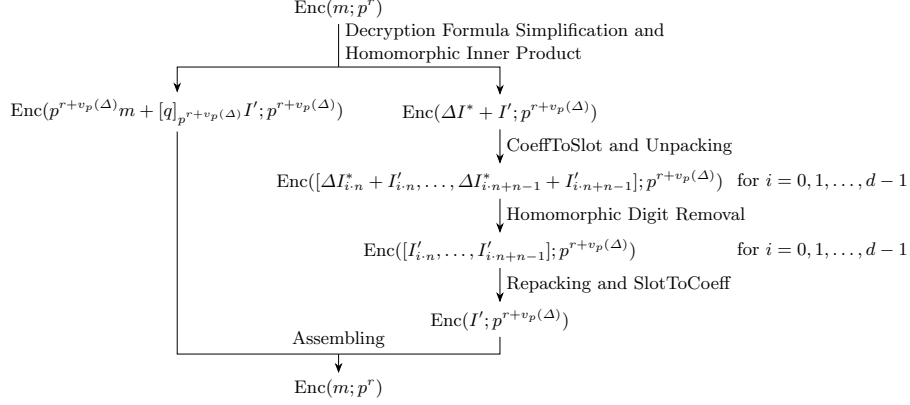 Enc(m; p^r)
Decryption Formula Simplification and
Homomorphic Inner Product
Enc(p^{r+v_p(Δ)}m + [q]_{p^{r+v_p(Δ)}}I′; p^{r+v_p(Δ)})
Enc(ΔI* + I′; p^{r+v_p(Δ)})
CoeffToSlot and Unpacking
Enc([ΔI*_{i·n} + I′_{i·n}, . . . , ΔI*_{i·n+n−1} + I′_{i·n+n−1}]; p^{r+v_p(Δ)}) for i = 0, 1, . . . , d − 1
Homomorphic Digit Removal
Enc([I′_{i·n}, . . . , I′_{i·n+n−1}]; p^{r+v_p(Δ)}) for i = 0, 1, . . . , d − 1
Repacking and SlotToCoeff
Enc(I′; p^{r+v_p(Δ)})
Assembling
Enc(m; p^r)